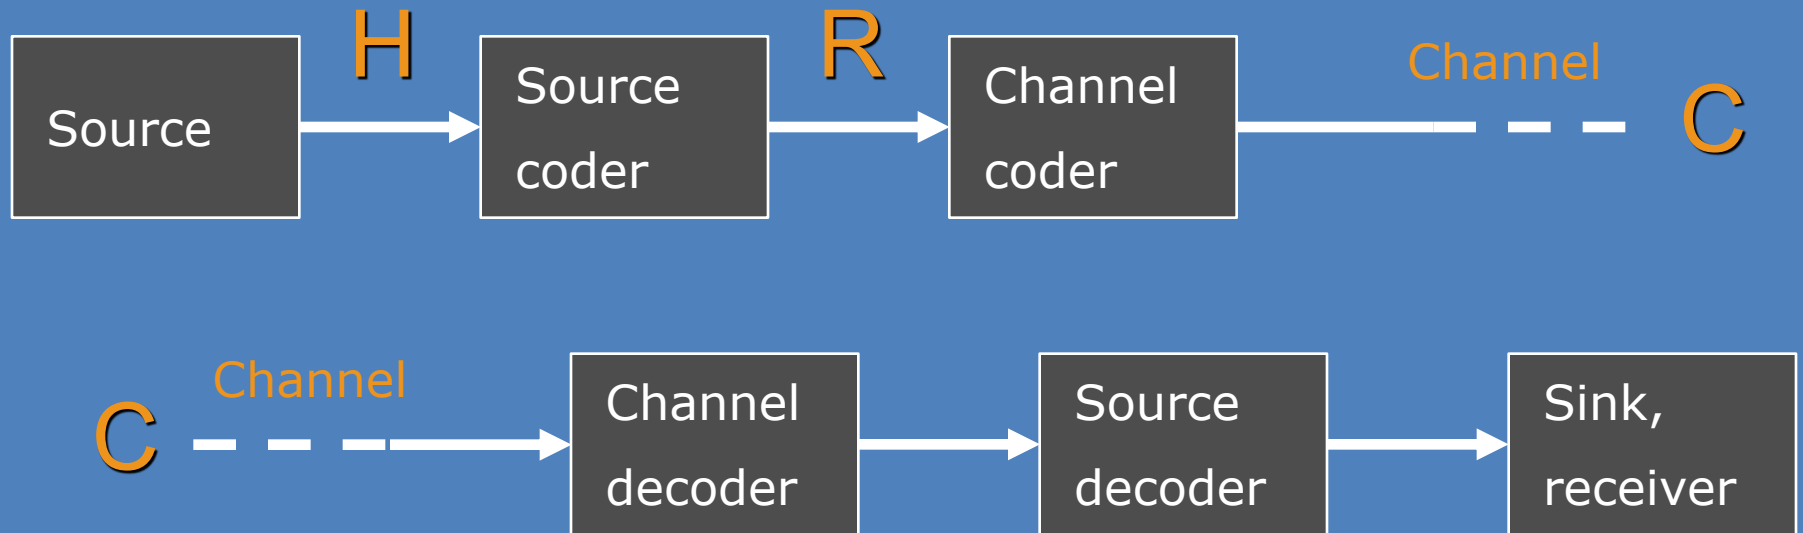 H
R
Source
Source
coder
Channel
coder
Channel
C
C
Channel
Channel
decoder
Source
decoder
Sink,
receiver